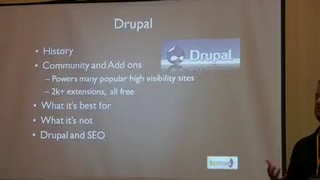 Drupal
• History
• Community and Add ons
Drupal
– Powers many popular high visibility sites
– 2k+ extensions, all free
• What it's best for
• What it's not
• Drupal and SEO